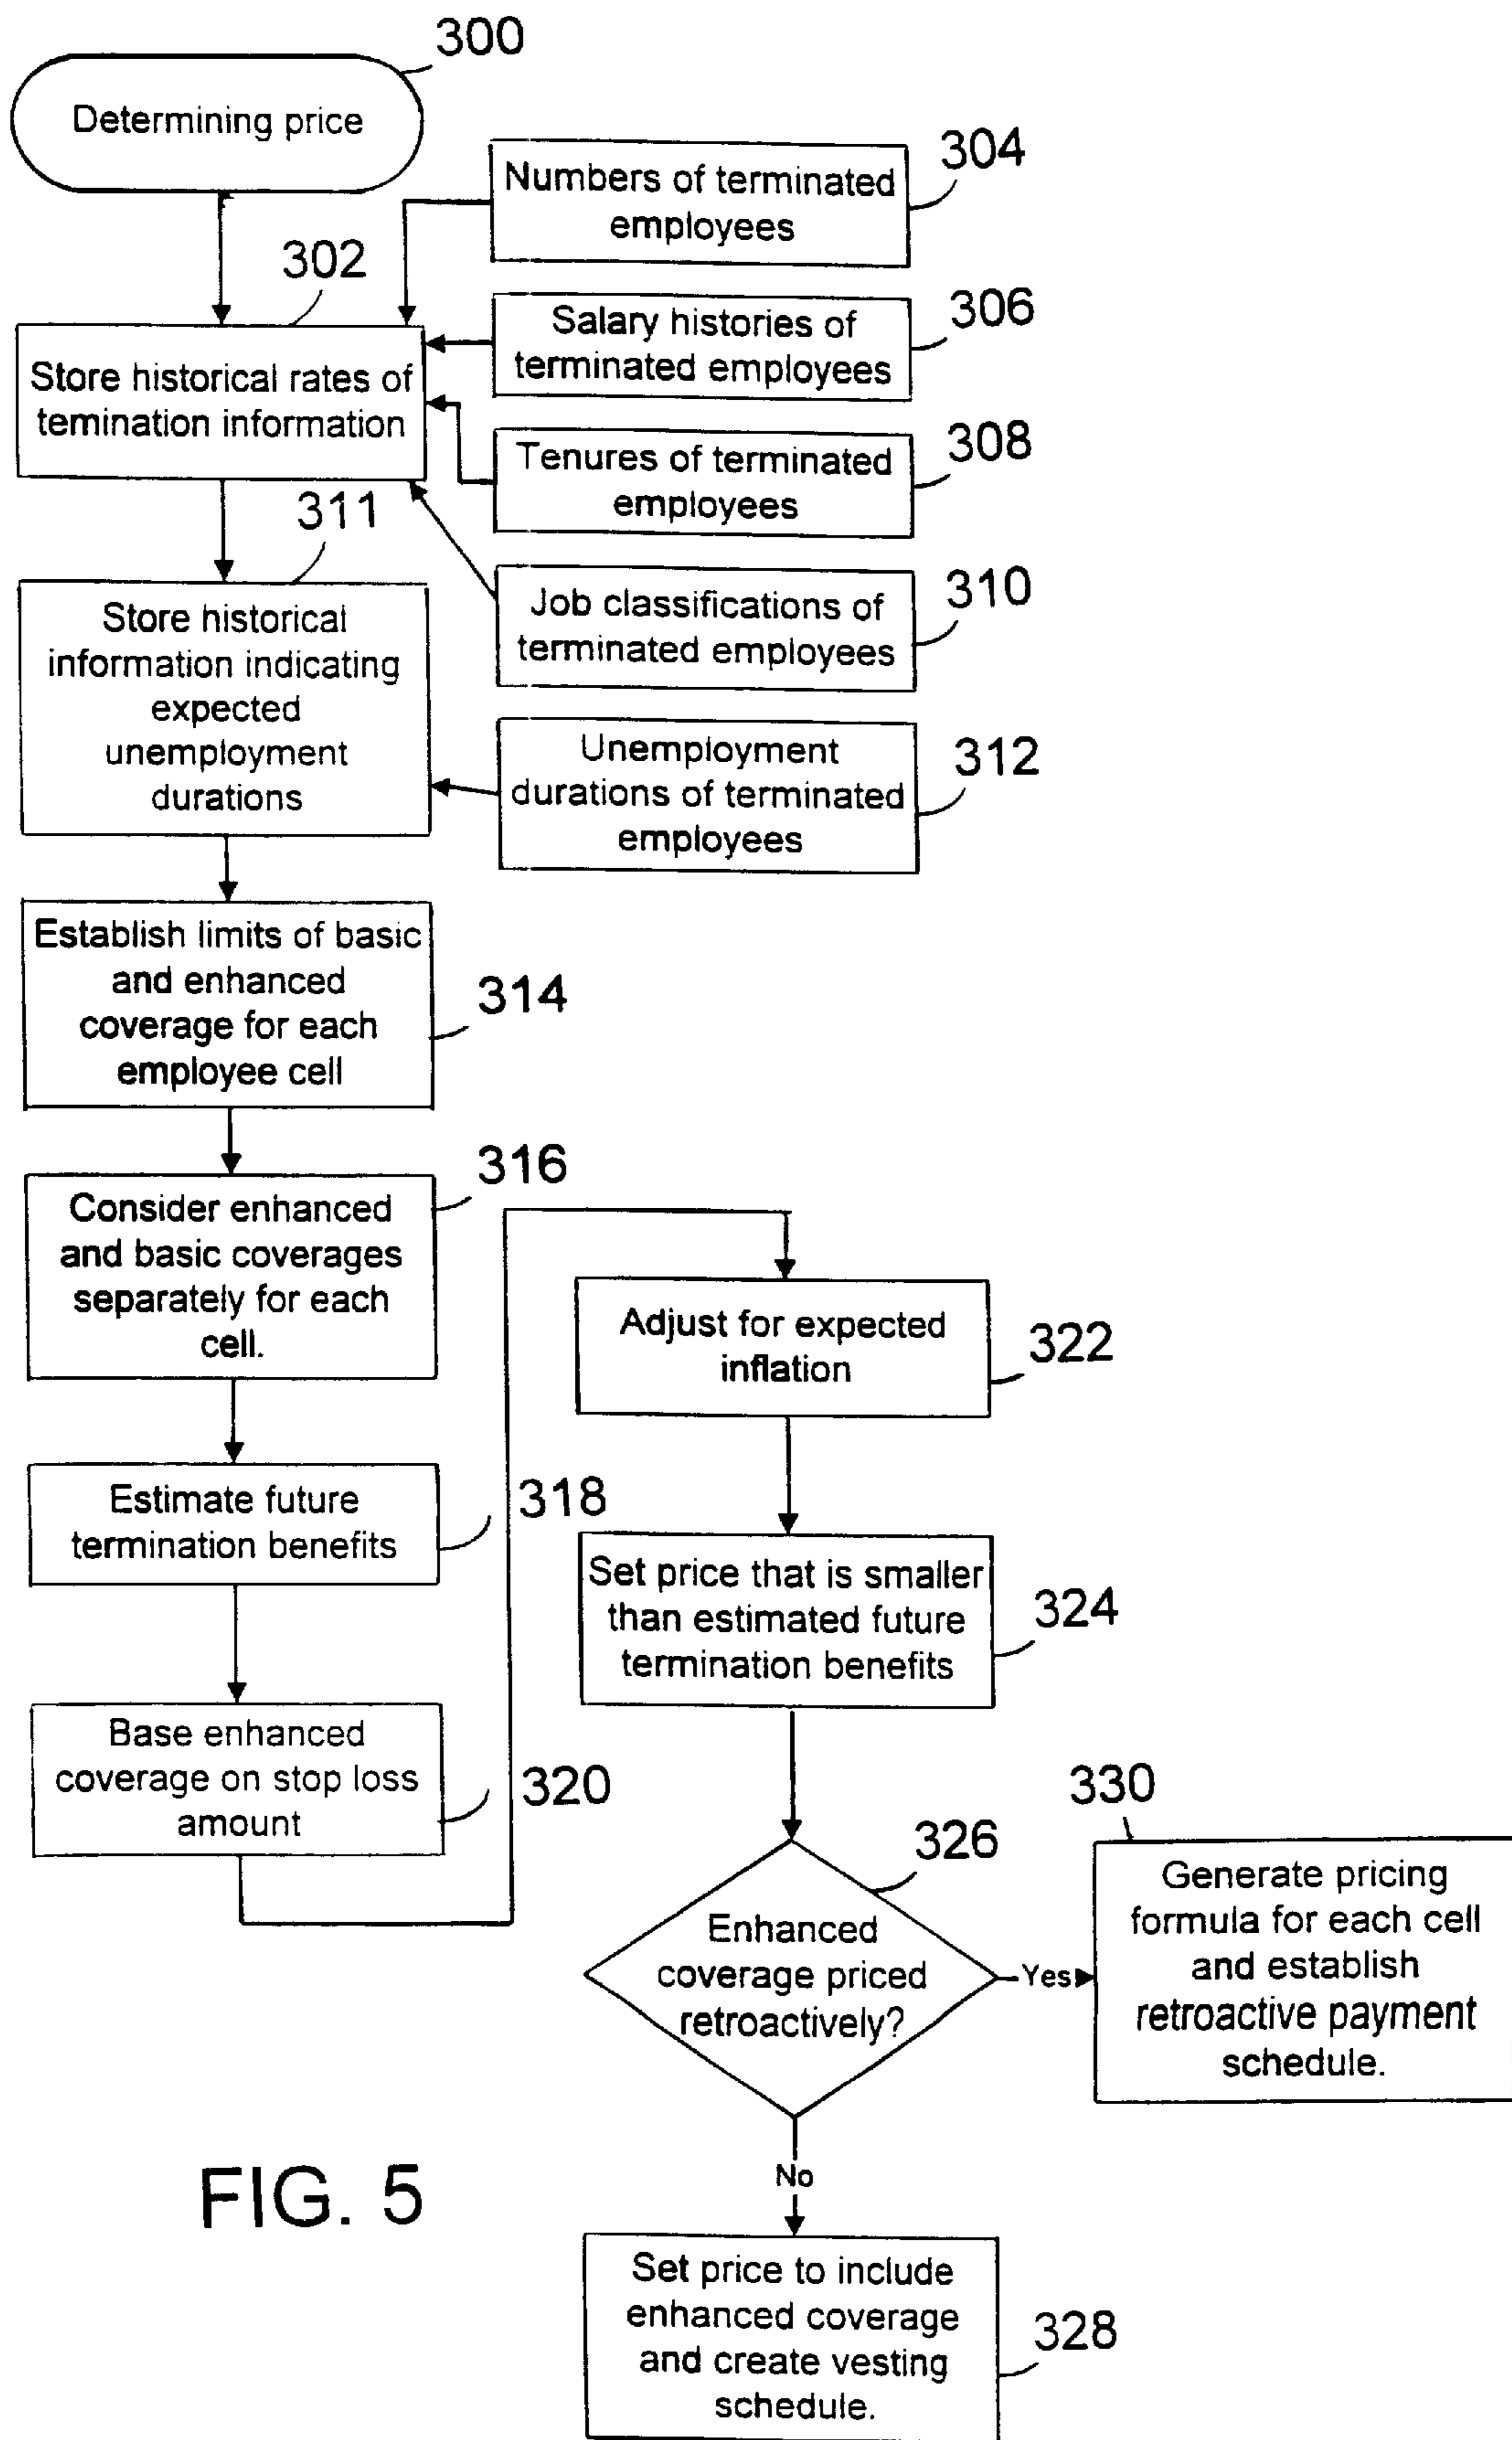 300
Determining price
304
Numbers of terminated
employees
302
306
Salary histories of
terminated employees
Store historical rates of
temination information
308
Tenures of terminated
employees
311
310
Job classifications of
terminated employees
Store historical
information indicating
expected
unemployment
durations
312
Unemployment
durations of terminated
employees
Establish limits of basic
and enhanced
coverage for each
employee cell
314
316
Consider enhanced
and basic coverages
separately for each
cell.
Estimate future
termination benefits
318
Base enhanced
coverage on stop loss
amount
320
Adjust for expected
inflation
322
Set price that is smaller
than estimated future
termination benefits
324
326
Enhanced
coverage priced
retroactively?
Yes
330
Generate pricing
formula for each cell
and establish
retroactive payment
schedule.
No
Set price to include
enhanced coverage
and create vesting
schedule.
328
FIG. 5